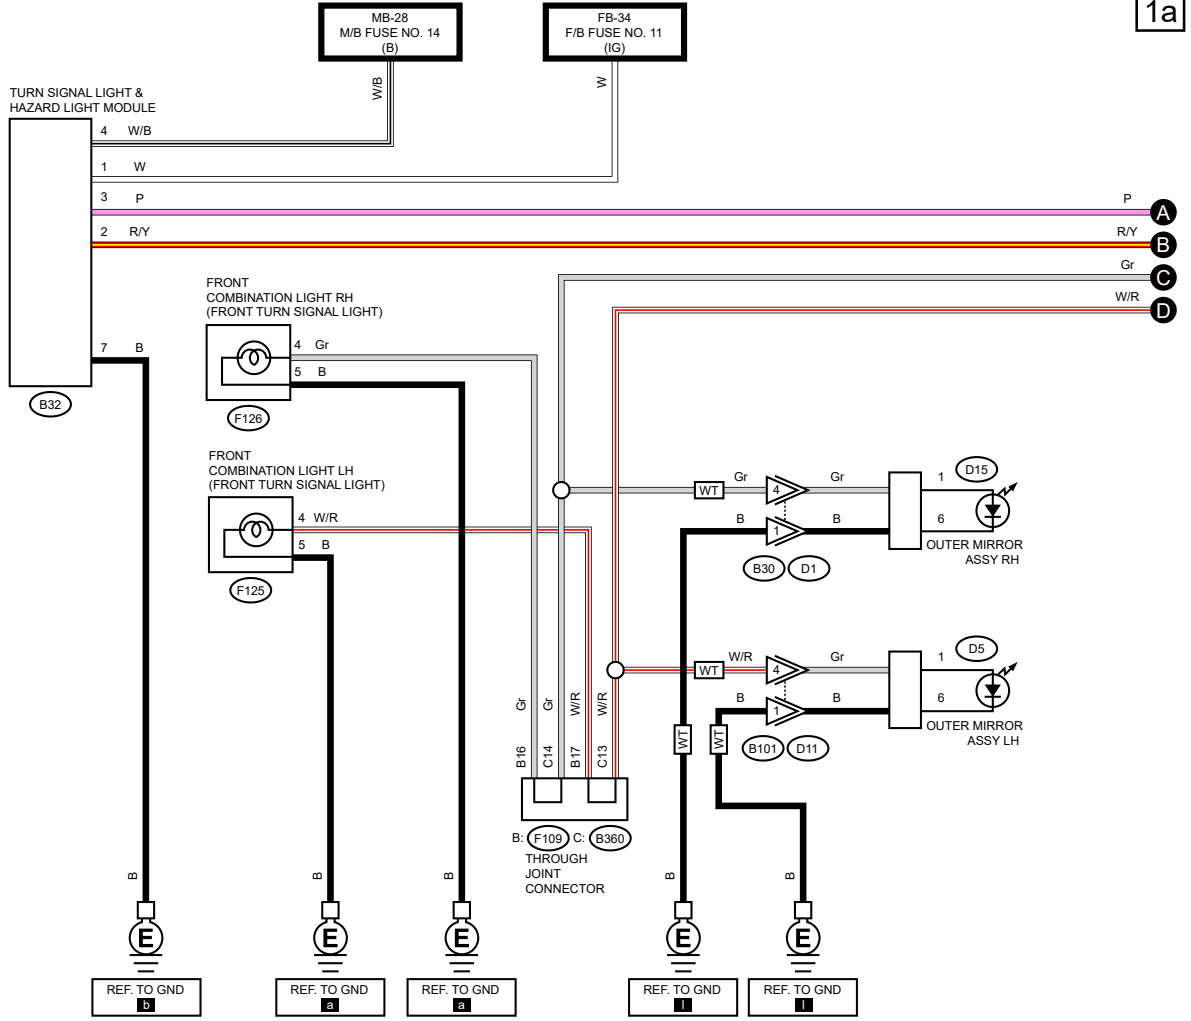 1a
MB-28
M/B FUSE NO. 14
(B)
FB-34
F/B FUSE NO. 11
(IG)
W/B
W
TURN SIGNAL LIGHT &
HAZARD LIGHT MODULE
4 W/B
1 W
3 P
P
A
2 R/Y
R/Y
B
Gr
C
W/R
D
7 B
B32
FRONT
COMBINATION LIGHT RH
(FRONT TURN SIGNAL LIGHT)
4 Gr
5 B
F126
FRONT
COMBINATION LIGHT LH
(FRONT TURN SIGNAL LIGHT)
4 W/R
5 B
F125
WT
Gr
4
Gr
1
D15
B
1
B
6
OUTER MIRROR
ASSY RH
B30
D1
WT
W/R
4
Gr
1
D5
B
1
B
6
OUTER MIRROR
ASSY LH
B101
D11
WT
WT
Gr
Gr
W/R
W/R
B16
C14
B17
C13
B: F109 C: B360
THROUGH
JOINT
CONNECTOR
B
B
B
B
B
E
E
E
E
E
REF. TO GND
b
REF. TO GND
a
REF. TO GND
a
REF. TO GND
l
REF. TO GND
l